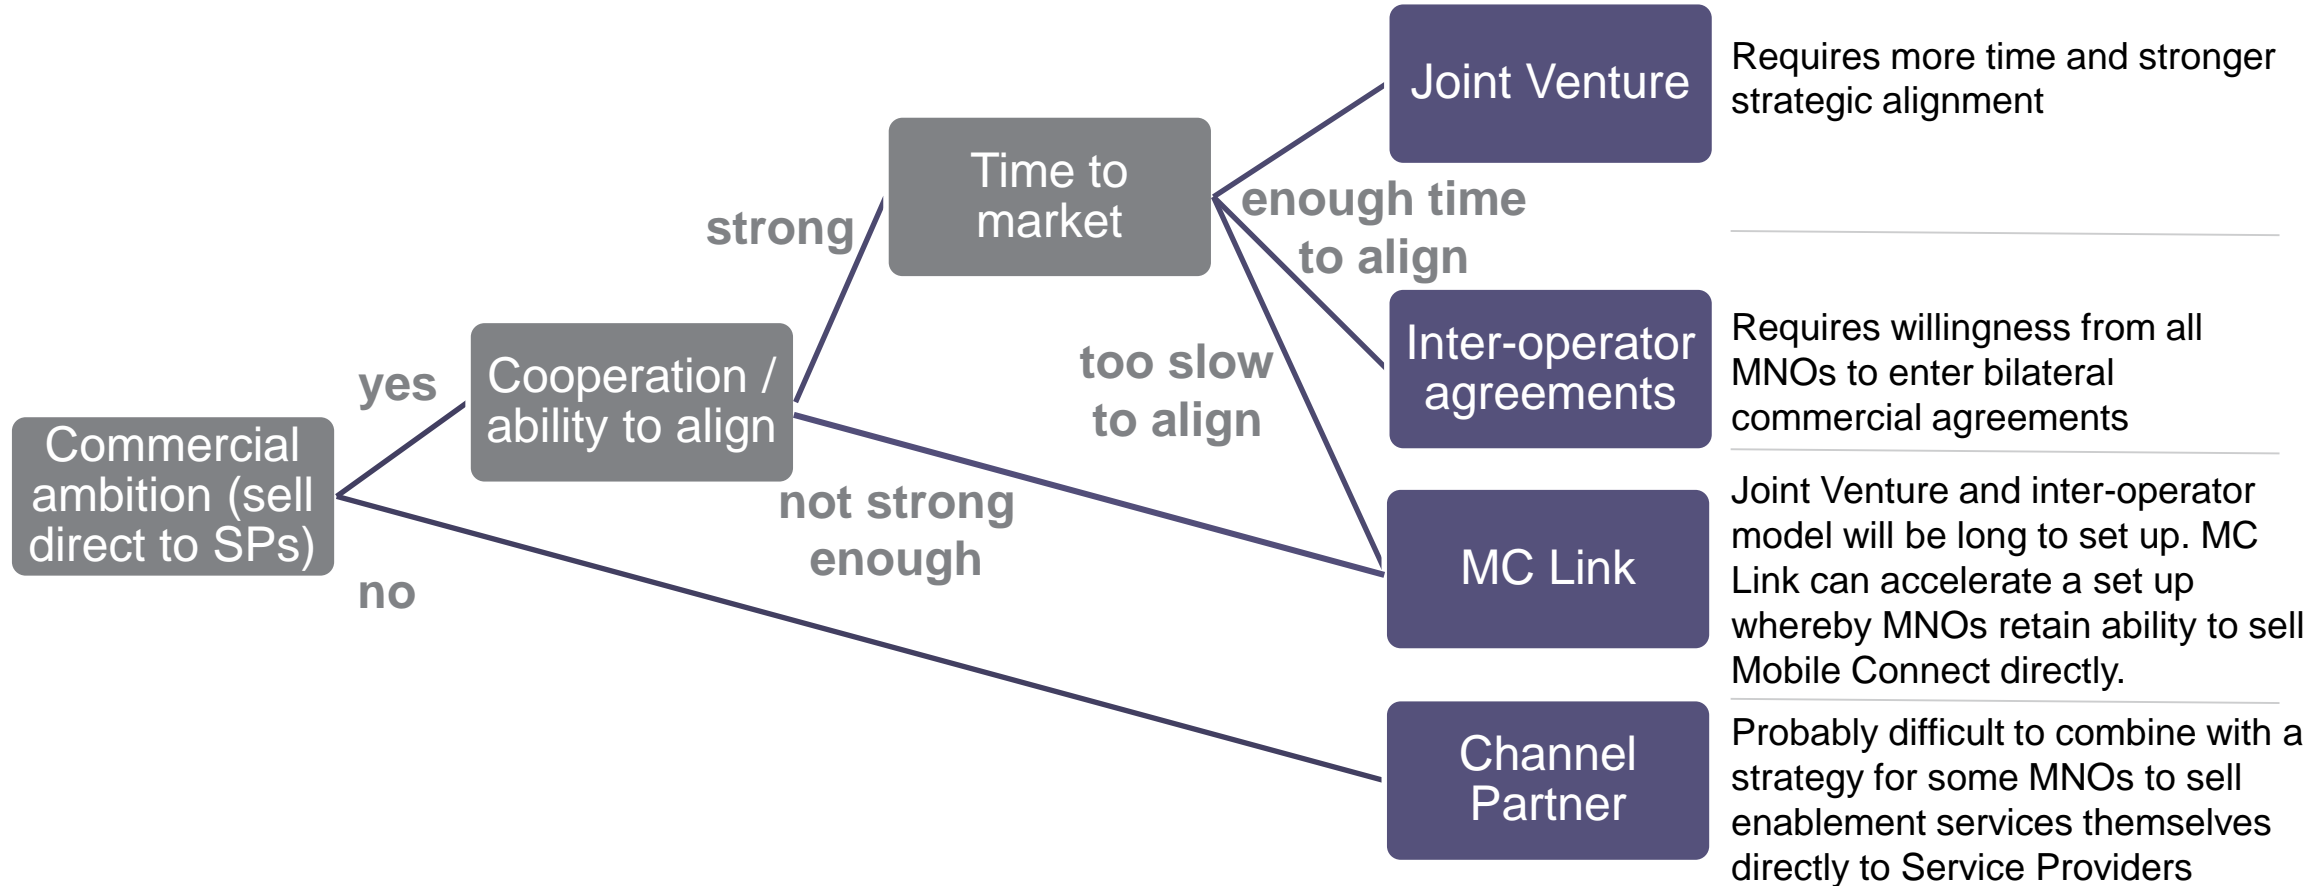 Commercial
ambition (sell
direct to SPs)
yes
no
Cooperation /
ability to align
strong
not strong
enough
Time to
market
enough time
to align
too slow
to align
Joint Venture
Requires more time and stronger
strategic alignment
Inter-operator
agreements
Requires willingness from all
MNOs to enter bilateral
commercial agreements
MC Link
Joint Venture and inter-operator
model will be long to set up. MC
Link can accelerate a set up
whereby MNOs retain ability to sell
Mobile Connect directly.
Channel
Partner
Probably difficult to combine with a
strategy for some MNOs to sell
enablement services themselves
directly to Service Providers